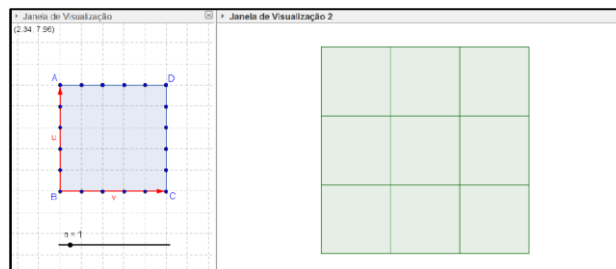 Janela de Visualização
Janela de Visualização 2
(2.34, 7.96)
A
D
u
B
v
C
n = 1